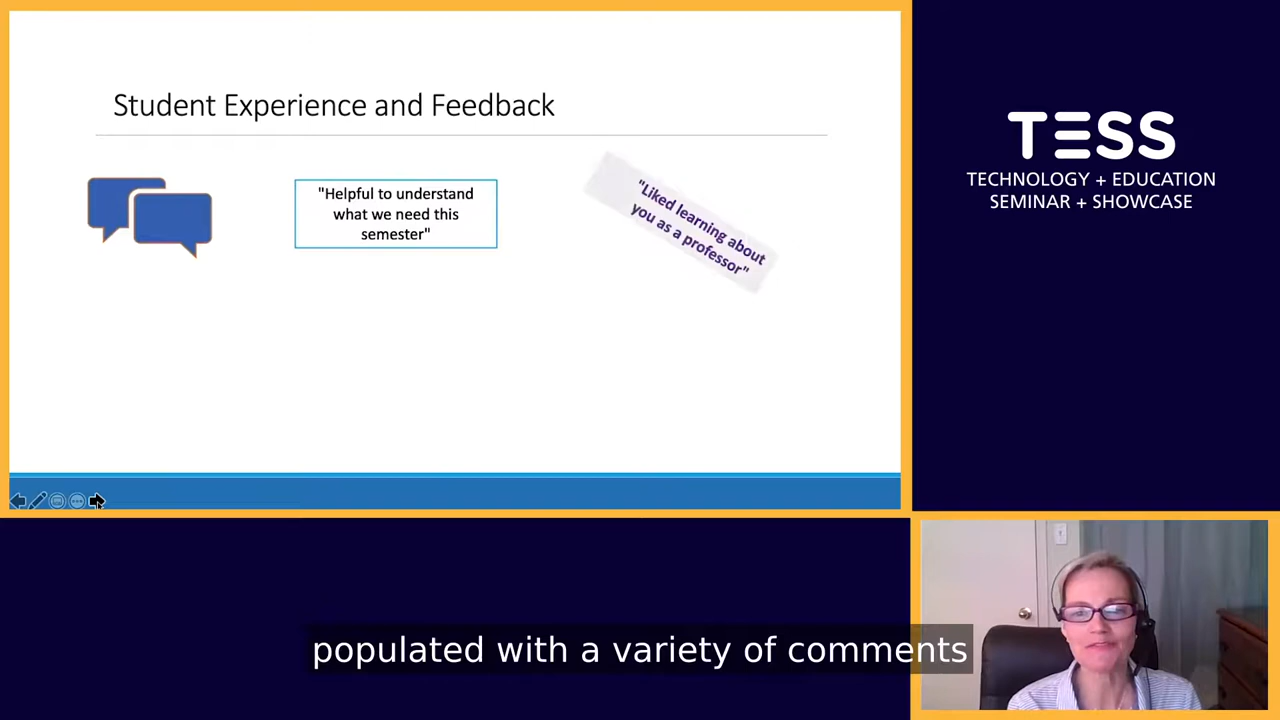 Student Experience and Feedback
"Helpful to understand
what we need this
semester"
"Liked learning about
you as a professor"
TESS
TECHNOLOGY + EDUCATION
SEMINAR + SHOWCASE
populated with a variety of comments